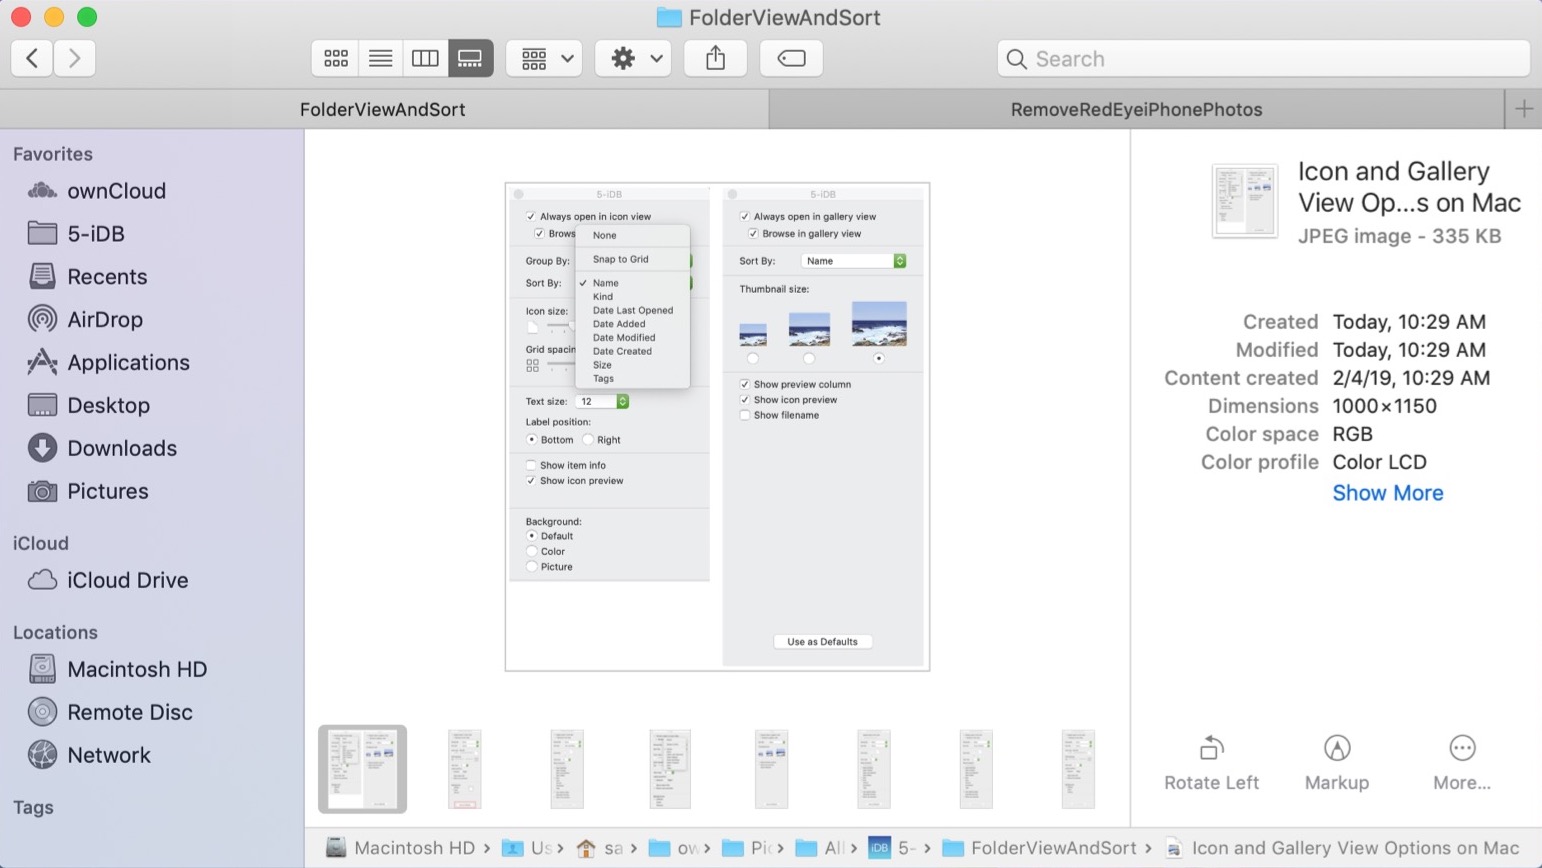 FolderViewAndSort
Search
FolderViewAndSort
RemoveRedEyeiPhonePhotos
Favorites
ownCloud
5-iDB
Recents
AirDrop
Applications
Desktop
Downloads
Pictures
iCloud
iCloud Drive
Locations
Macintosh HD
Remote Disc
Network
Tags
5-iDB
Always open in icon view
Brows
Group By:
Sort By:
None
Snap to Grid
Name
Kind
Date Last Opened
Date Added
Date Modified
Date Created
Size
Tags
Icon size:
Grid spacin
Text size: 12
Label position:
Bottom Right
Show item info
Show icon preview
Background:
Default
Color
Picture
5-iDB
Always open in gallery view
Browse in gallery view
Sort By: Name
Thumbnail size:
Show preview column
Show icon preview
Show filename
Use as Defaults
Icon and Gallery
View Op...s on Mac
JPEG image - 335 KB
Created Today, 10:29 AM
Modified Today, 10:29 AM
Content created 2/4/19, 10:29 AM
Dimensions 1000×1150
Color space RGB
Color profile Color LCD
Show More
Rotate Left
Markup
More...
Macintosh HD › Us › sa › ow › Pic › All › iDB 5- › FolderViewAndSort › Icon and Gallery View Options on Mac